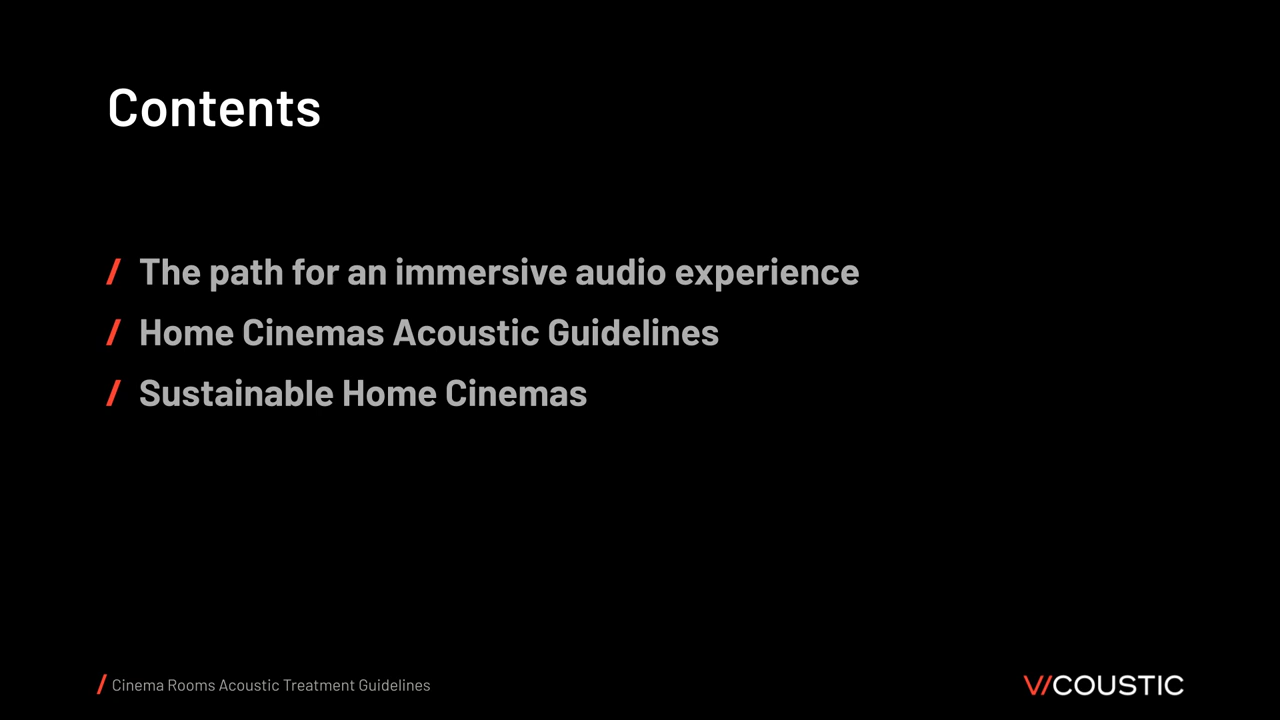 Contents
/ The path for an immersive audio experience
/ Home Cinemas Acoustic Guidelines
/ Sustainable Home Cinemas
/ Cinema Rooms Acoustic Treatment Guidelines
VICOUSTIC